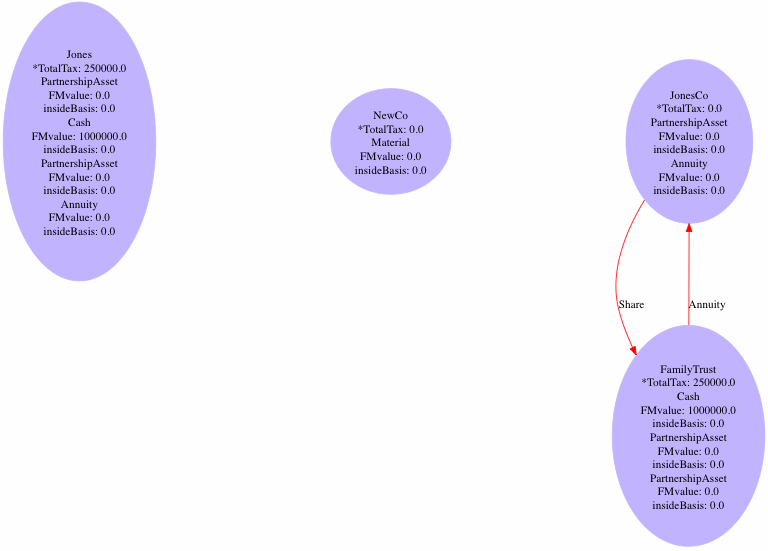 Jones
*TotalTax: 250000.0
PartnershipAsset
FMvalue: 0.0
insideBasis: 0.0
Cash
FMvalue: 1000000.0
insideBasis: 0.0
PartnershipAsset
FMvalue: 0.0
insideBasis: 0.0
Annuity
FMvalue: 0.0
insideBasis: 0.0
NewCo
*TotalTax: 0.0
Material
FMvalue: 0.0
insideBasis: 0.0
JonesCo
*TotalTax: 0.0
PartnershipAsset
FMvalue: 0.0
insideBasis: 0.0
Annuity
FMvalue: 0.0
insideBasis: 0.0
Share
Annuity
FamilyTrust
*TotalTax: 250000.0
Cash
FMvalue: 1000000.0
insideBasis: 0.0
PartnershipAsset
FMvalue: 0.0
insideBasis: 0.0
PartnershipAsset
FMvalue: 0.0
insideBasis: 0.0